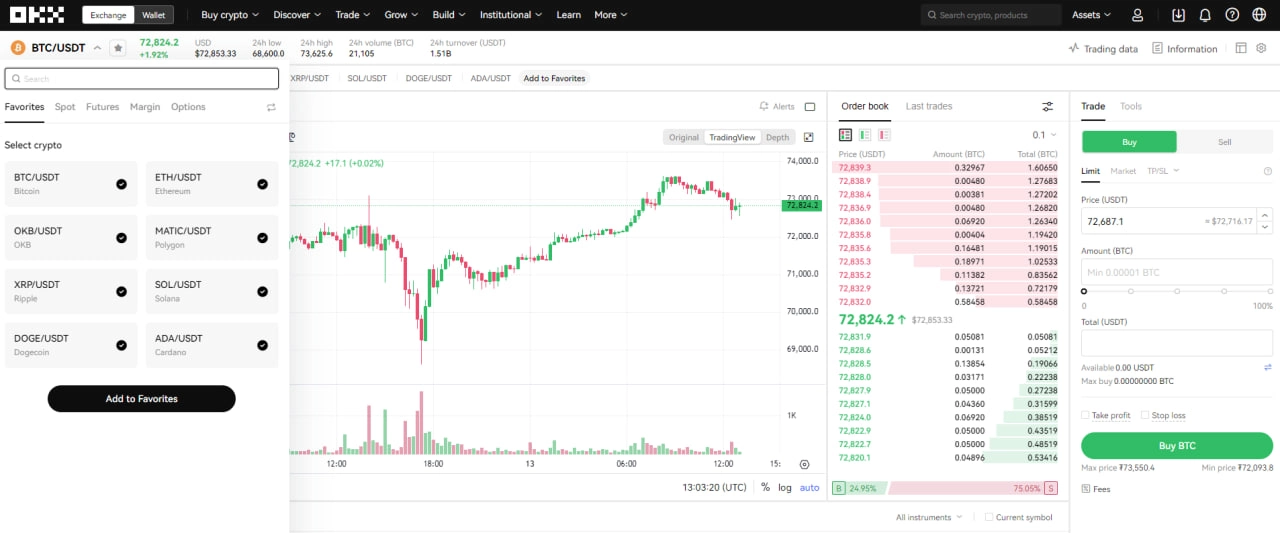 OKX Exchange Wallet Buy crypto Discover Trade Grow Build Institutional Learn More Search crypto, products Assets
BTC/USDT 72,824.2 +1.92% USD $72,853.33 24h low 68,600.0 24h high 73,625.6 24h volume (BTC) 21,105 24h turnover (USDT) 1.51B Trading data Information
Search
XRP/USDT SOL/USDT DOGE/USDT ADA/USDT Add to Favorites
Favorites Spot Futures Margin Options
Select crypto
BTC/USDT ETH/USDT
Bitcoin Ethereum
OKB/USDT MATIC/USDT
OKB Polygon
XRP/USDT SOL/USDT
Ripple Solana
DOGE/USDT ADA/USDT
Dogecoin Cardano
Add to Favorites
Alerts
Original TradingView Depth
72,824.2 +17.1 (+0.02%)
74,000.0
73,000.0
72,824.2
72,000.0
71,000.0
70,000.0
69,000.0
1K
12:00 18:00 13 06:00 12:00 15:
13:03:20 (UTC) % log auto
Order book Last trades
0.1
Price (USDT) Amount (BTC) Total (BTC)
72,839.3 0.32967 1.60650
72,838.9 0.00480 1.27683
72,838.4 0.00381 1.27202
72,836.9 0.00480 1.26820
72,836.0 0.06920 1.26340
72,835.8 0.00404 1.19420
72,835.6 0.16481 1.19015
72,835.3 0.18971 1.02533
72,835.2 0.11382 0.83562
72,832.9 0.13721 0.72179
72,832.0 0.58458 0.58458
72,824.2 $72,853.33
72,831.9 0.05081 0.05081
72,828.6 0.00131 0.05212
72,828.5 0.13854 0.19066
72,828.0 0.03171 0.22238
72,827.9 0.05000 0.27238
72,827.1 0.04360 0.31599
72,824.0 0.06920 0.38519
72,822.9 0.05000 0.43519
72,822.7 0.05000 0.48519
72,820.1 0.04896 0.53416
B 24.95% 75.05% S
All instruments Current symbol
Trade Tools
Buy Sell
Limit Market TP/SL
Price (USDT)
72,687.1 ≈ $72,716.17
Amount (BTC)
Min 0.00001 BTC
0 100%
Total (USDT)
Available 0.00 USDT
Max buy 0.00000000 BTC
Take profit Stop loss
Buy BTC
Max price ₮73,550.4 Min price ₮72,093.8
Fees